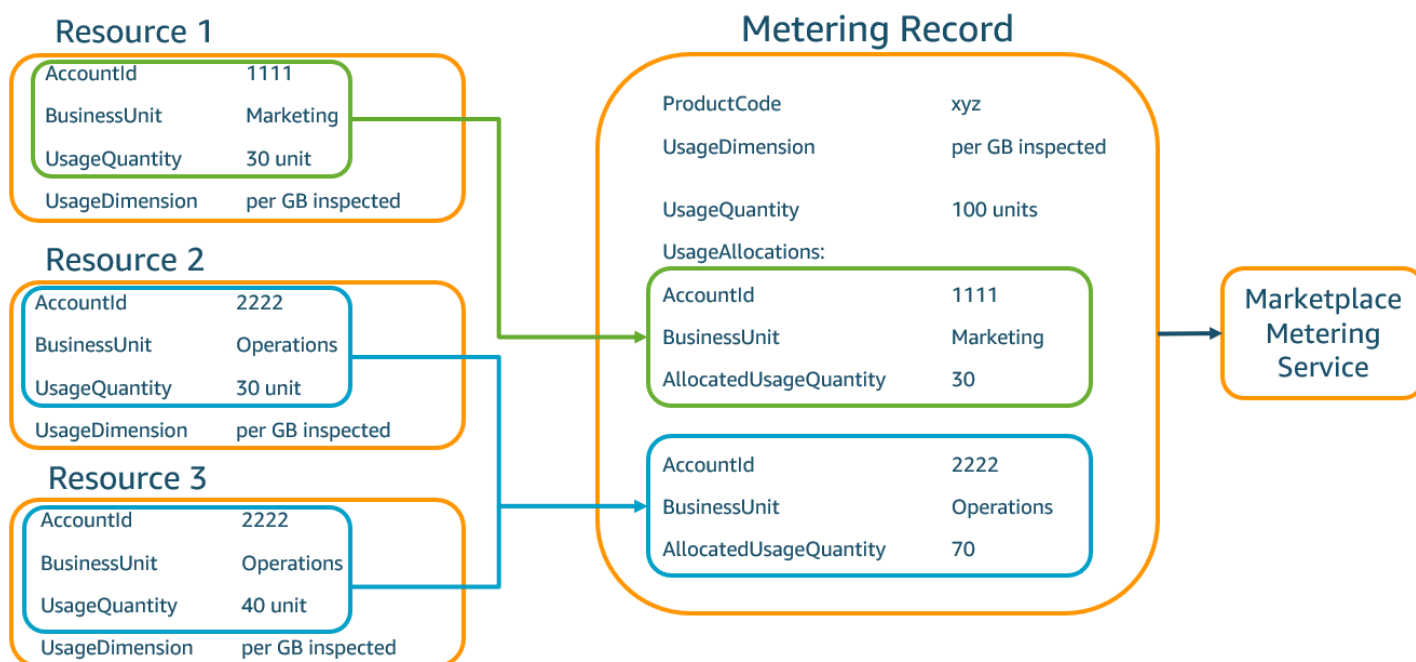 Resource 1
AccountId 1111
BusinessUnit Marketing
UsageQuantity 30 unit
UsageDimension per GB inspected
Resource 2
AccountId 2222
BusinessUnit Operations
UsageQuantity 30 unit
UsageDimension per GB inspected
Resource 3
AccountId 2222
BusinessUnit Operations
UsageQuantity 40 unit
UsageDimension per GB inspected
Metering Record
ProductCode xyz
UsageDimension per GB inspected
UsageQuantity 100 units
UsageAllocations:
AccountId 1111
BusinessUnit Marketing
AllocatedUsageQuantity 30
AccountId 2222
BusinessUnit Operations
AllocatedUsageQuantity 70
Marketplace
Metering
Service